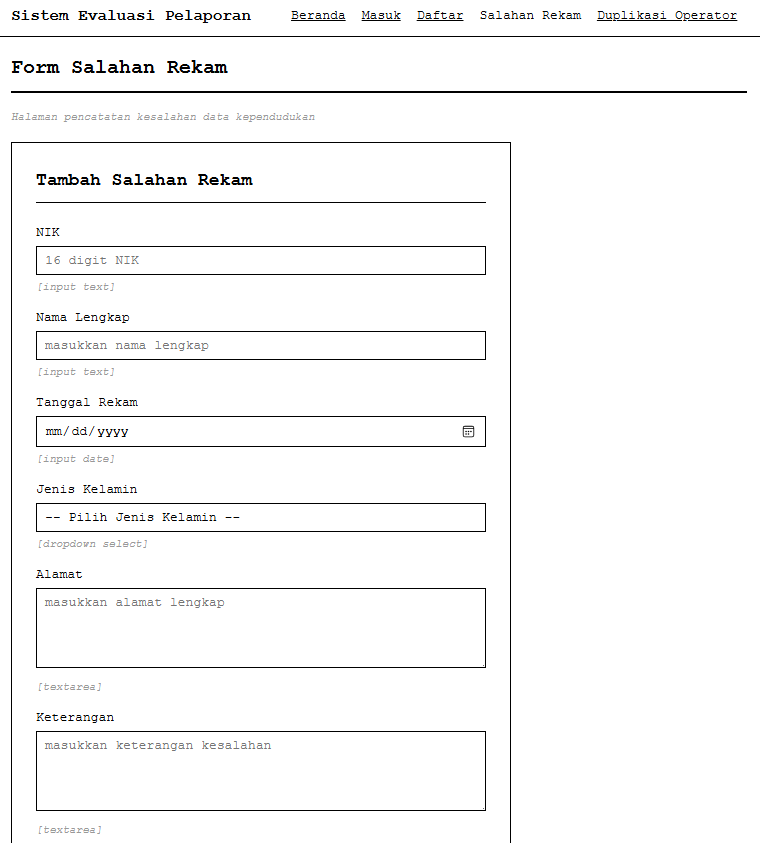 Sistem Evaluasi Pelaporan Beranda Masuk Daftar Salahan Rekam Duplikasi Operator
Form Salahan Rekam
Halaman pencatatan kesalahan data kependudukan
Tambah Salahan Rekam
NIK
16 digit NIK
[input text]
Nama Lengkap
masukkan nama lengkap
[input text]
Tanggal Rekam
mm/dd/yyyy
[input date]
Jenis Kelamin
-- Pilih Jenis Kelamin --
[dropdown select]
Alamat
masukkan alamat lengkap
[textarea]
Keterangan
masukkan keterangan kesalahan
[textarea]